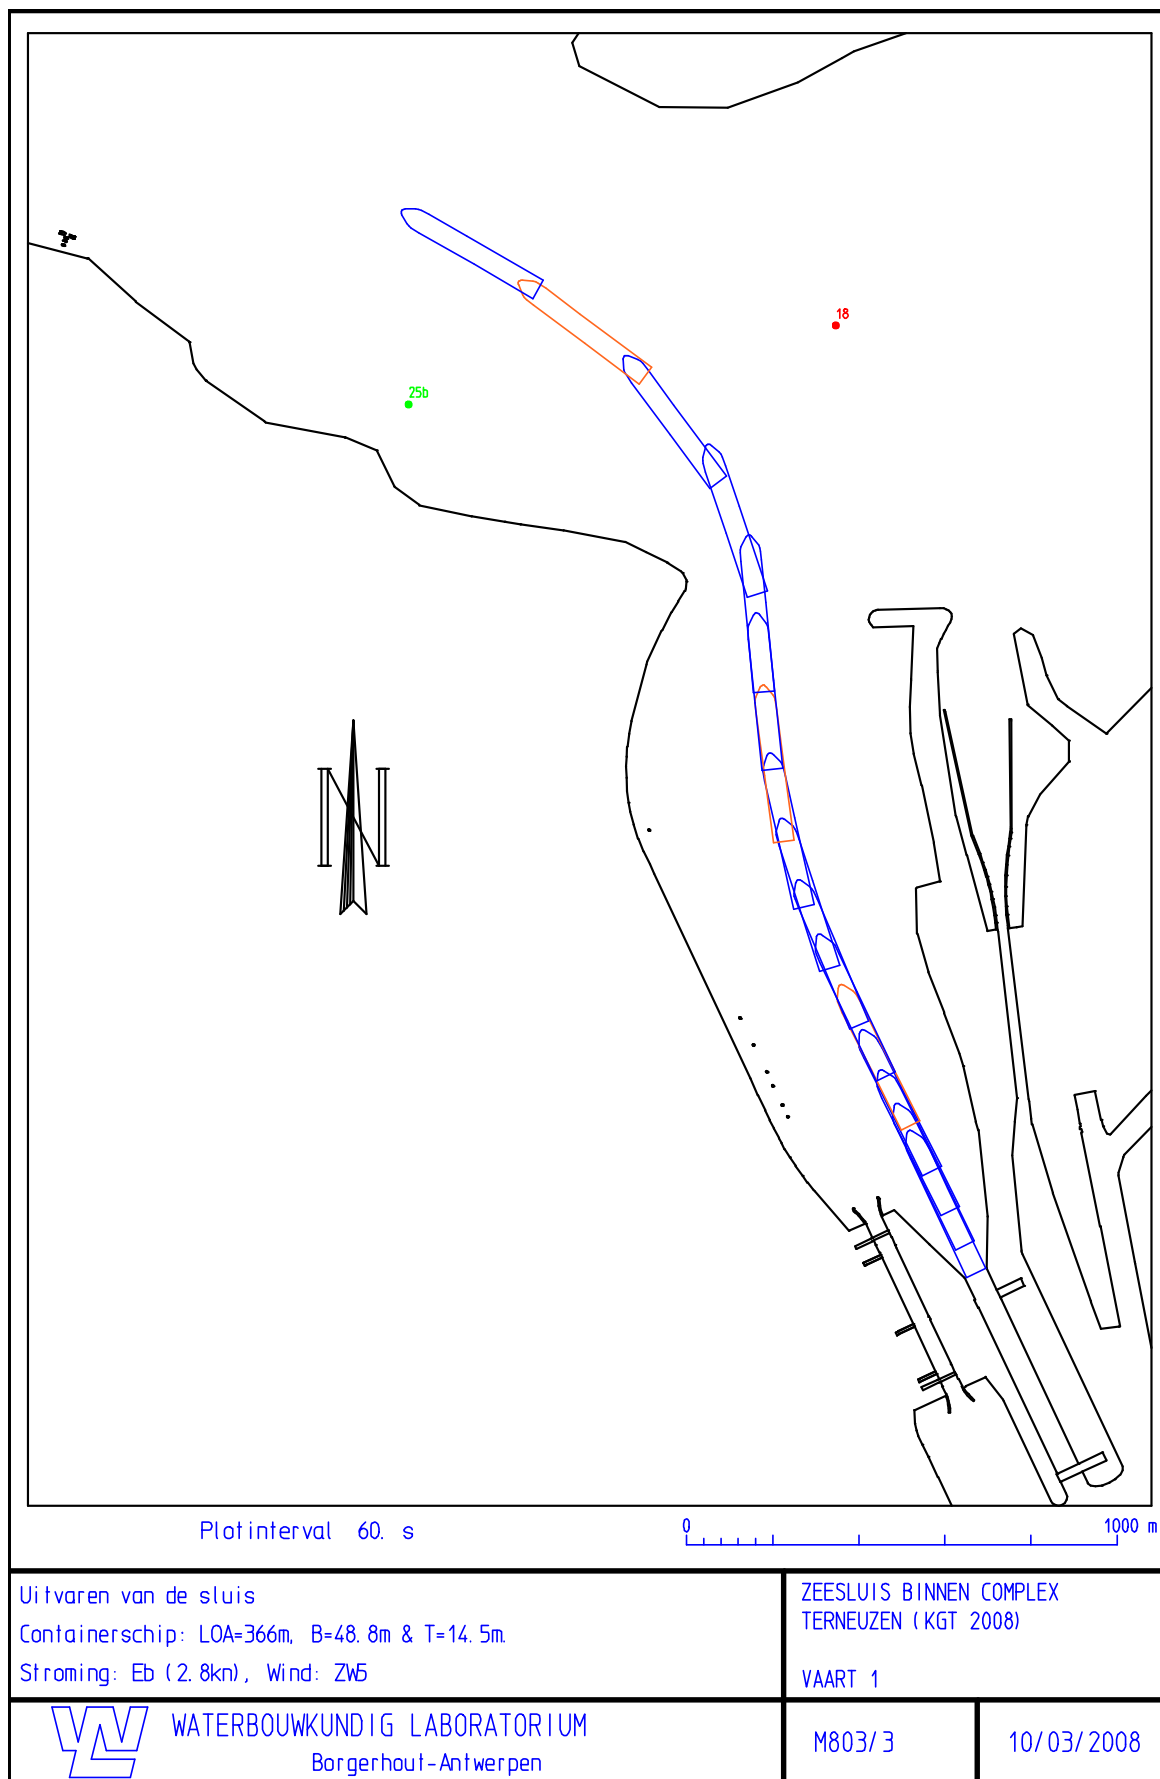 18
25b
N
Plotinterval 60. s
0 1000 m
Uitvaren van de sluis
Containerschip: LOA=366m, B=48.8m & T=14.5m.
Stroming: Eb (2.8kn), Wind: ZW5
ZEESLUIS BINNEN COMPLEX
TERNEUZEN (KGT 2008)
VAART 1
WATERBOUWKUNDIG LABORATORIUM
Borgerhout-Antwerpen
M803/3
10/03/2008